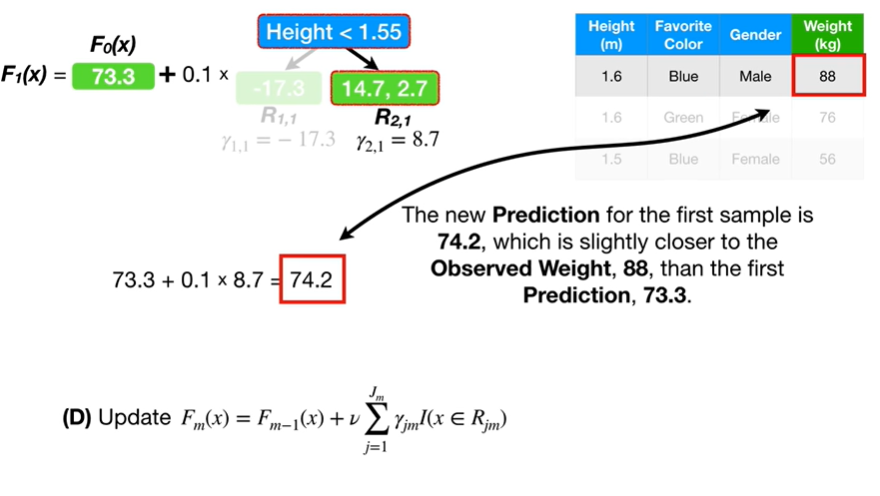 F₀(x)
F₁(x) = 73.3 + 0.1 ×
Height < 1.55
-17.3
14.7, 2.7
R₁,₁
R₂,₁
γ₁,₁ = − 17.3
γ₂,₁ = 8.7
Height (m) Favorite Color Gender Weight (kg)
1.6 Blue Male 88
1.6 Green Female 76
1.5 Blue Female 56
The new Prediction for the first sample is
74.2, which is slightly closer to the
Observed Weight, 88, than the first
Prediction, 73.3.
73.3 + 0.1 × 8.7 = 74.2
(D) Update Fₘ(x) = Fₘ₋₁(x) + ν ∑_{j=1}^{Jₘ} γⱼₘI(x ∈ Rⱼₘ)